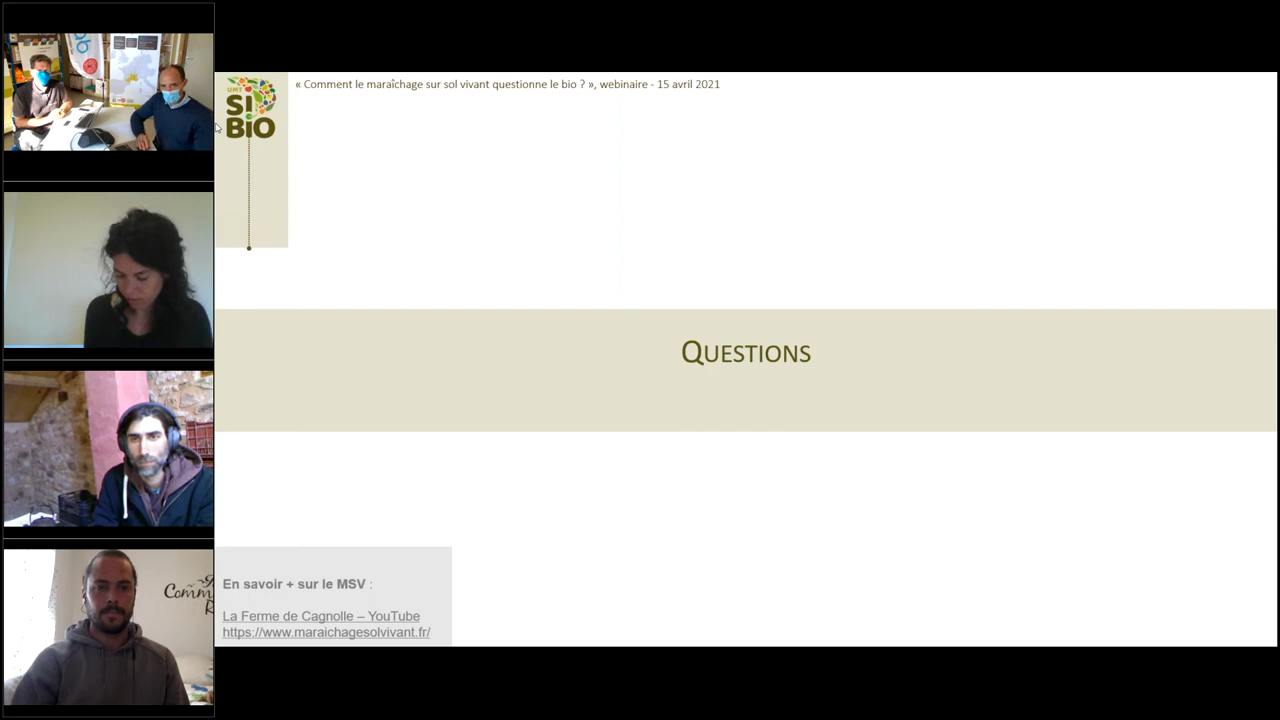 « Comment le maraîchage sur sol vivant questionne le bio ? », webinaire - 15 avril 2021
UMT
SI
BIO
QUESTIONS
En savoir + sur le MSV :
La Ferme de Cagnolle – YouTube
https://www.maraichagesolvivant.fr/